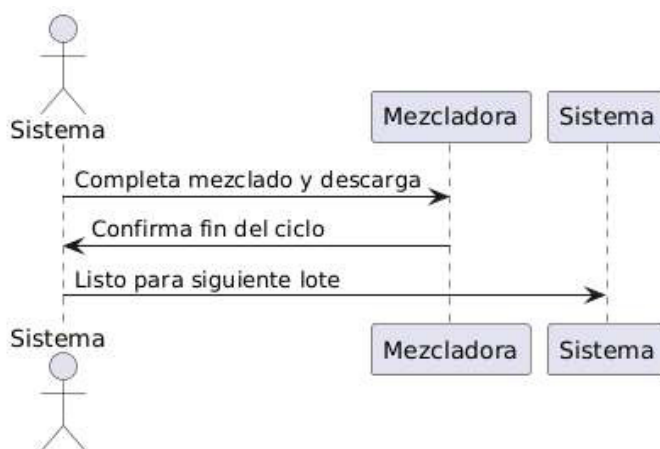 Sistema
Mezcladora
Sistema
Completa mezclado y descarga
Confirma fin del ciclo
Listo para siguiente lote
Sistema
Mezcladora
Sistema